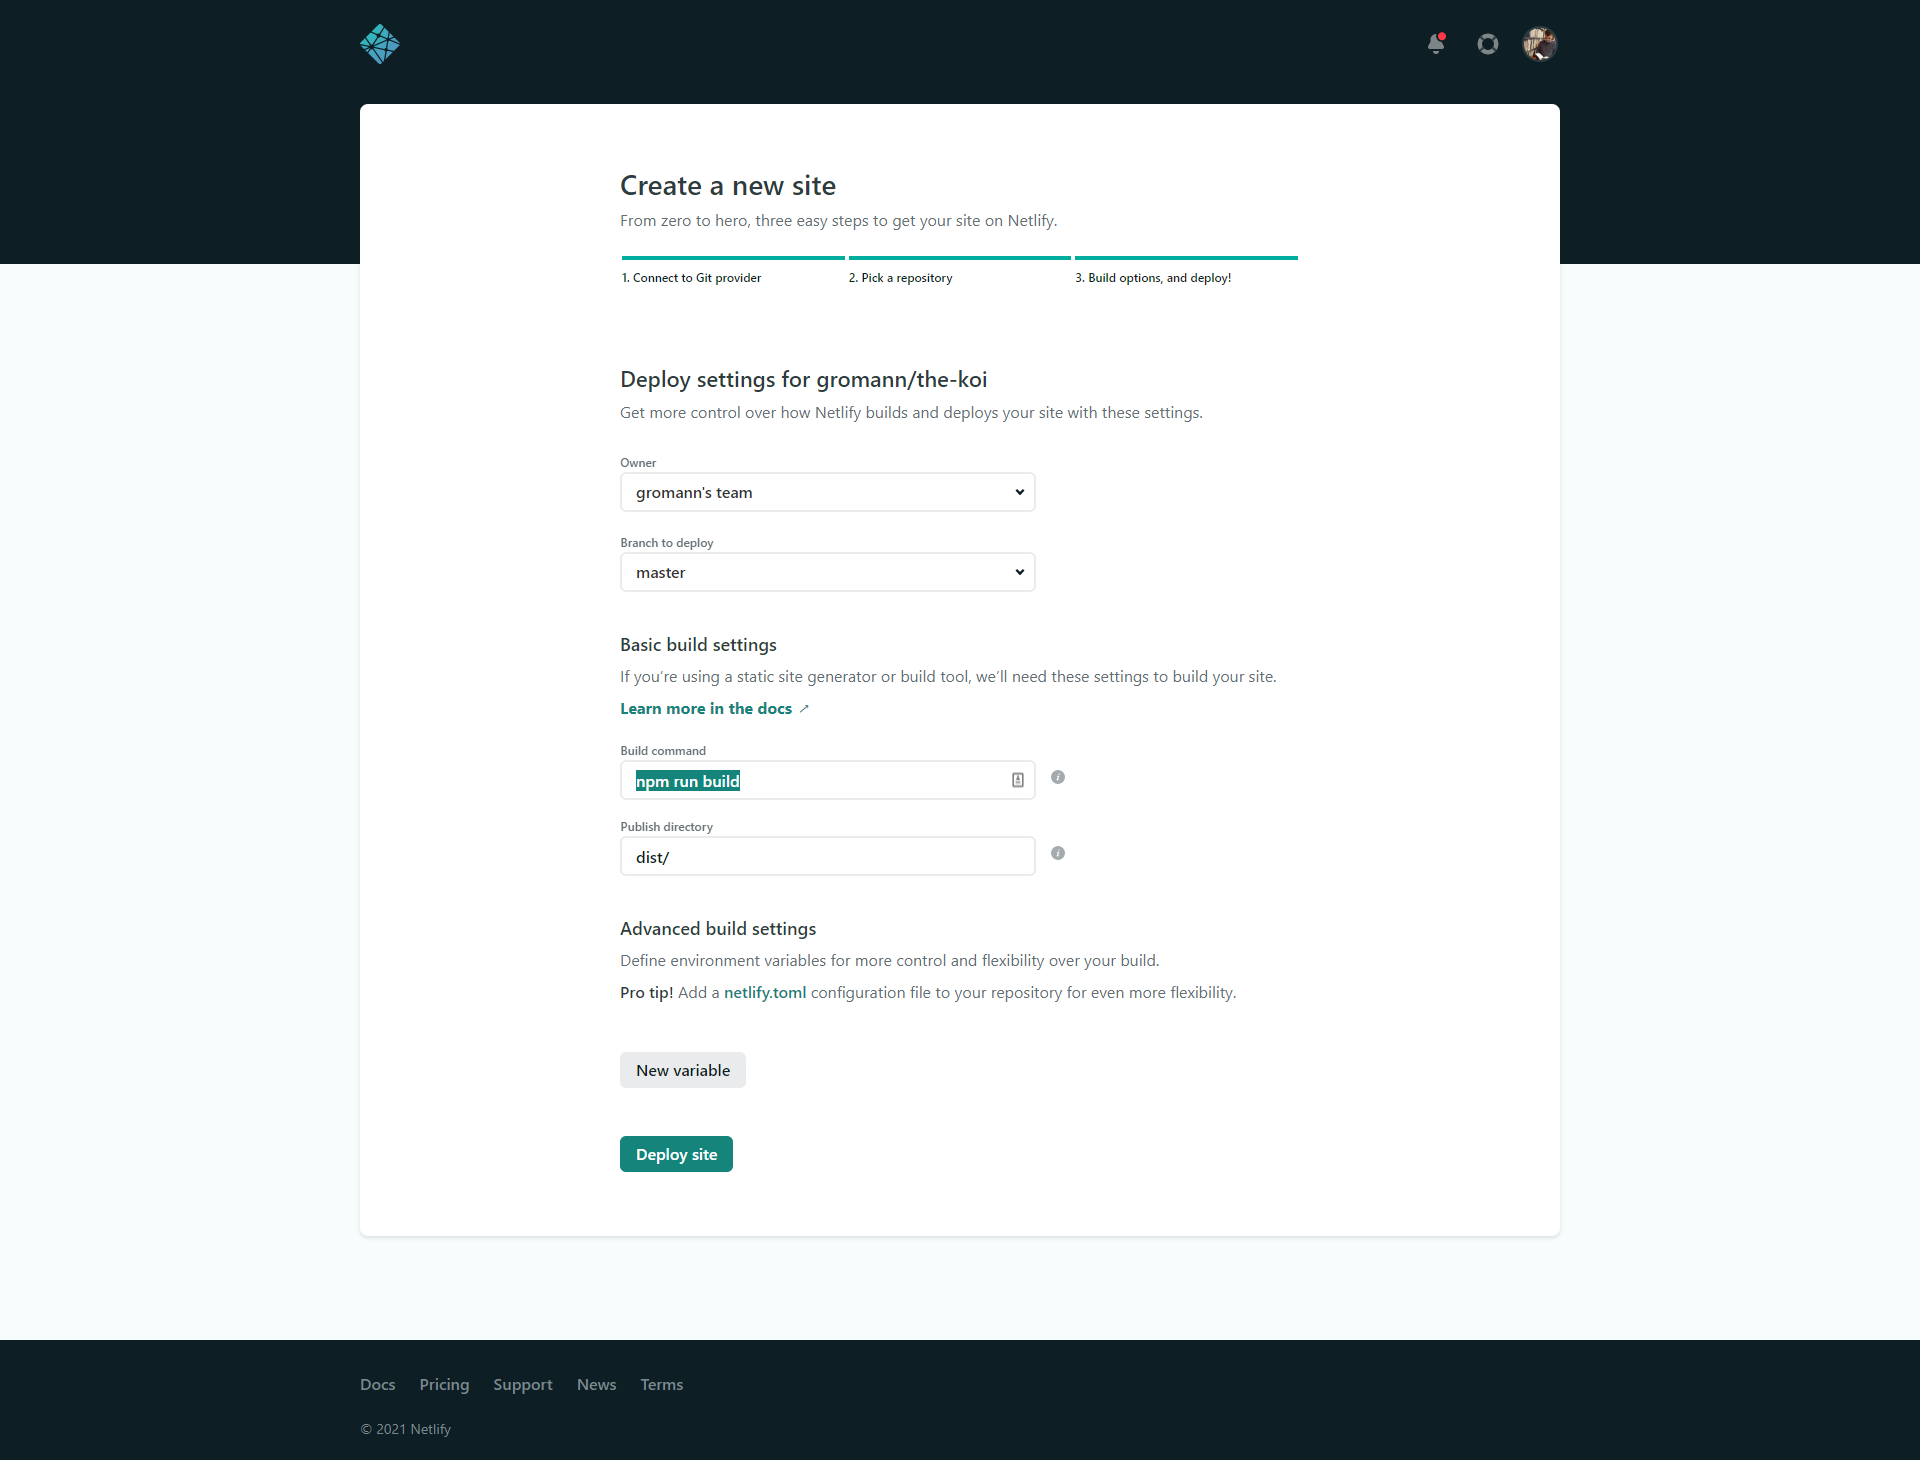 Create a new site
From zero to hero, three easy steps to get your site on Netlify.
1. Connect to Git provider
2. Pick a repository
3. Build options, and deploy!
Deploy settings for gromann/the-koi
Get more control over how Netlify builds and deploys your site with these settings.
Owner
gromann's team
Branch to deploy
master
Basic build settings
If you're using a static site generator or build tool, we'll need these settings to build your site.
Learn more in the docs ↗
Build command
npm run build
Publish directory
dist/
Advanced build settings
Define environment variables for more control and flexibility over your build.
Pro tip! Add a netlify.toml configuration file to your repository for even more flexibility.
New variable
Deploy site
Docs Pricing Support News Terms
© 2021 Netlify